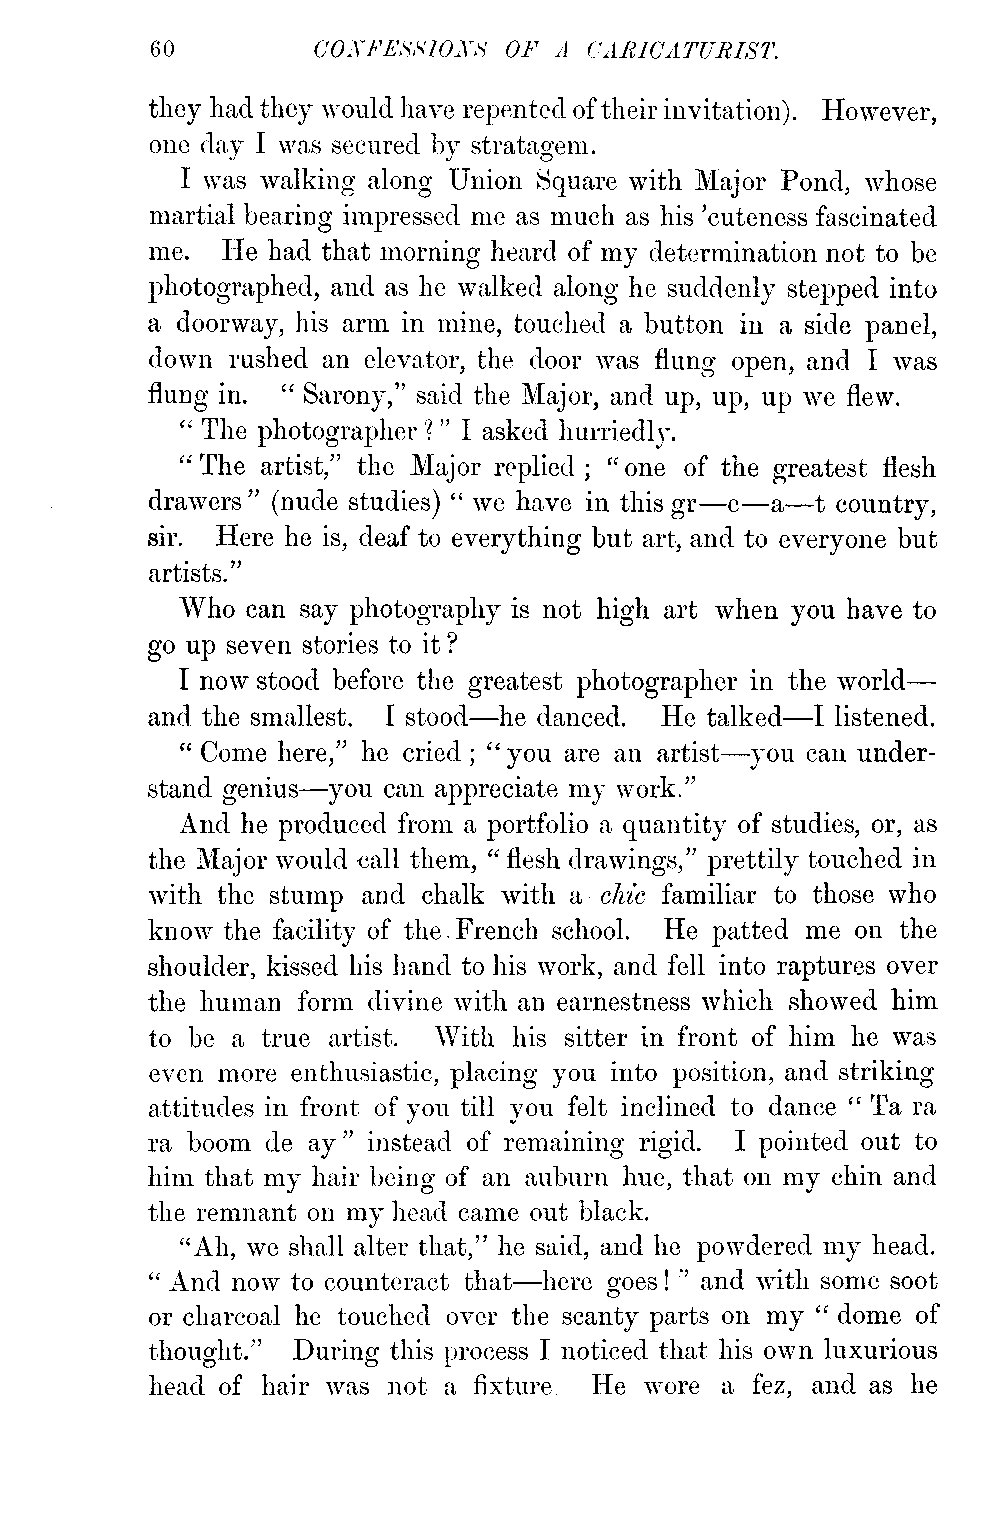 60 CONFESSIONS OF A CARICATURIST.
they had they would have repented of their invitation). However,
one day I was secured by stratagem.
I was walking along Union Square with Major Pond, whose
martial bearing impressed me as much as his 'cuteness fascinated
me. He had that morning heard of my determination not to be
photographed, and as he walked along he suddenly stepped into
a doorway, his arm in mine, touched a button in a side panel,
down rushed an elevator, the door was flung open, and I was
flung in. “Sarony,” said the Major, and up, up, up we flew.
“The photographer?” I asked hurriedly.
“The artist,” the Major replied; “one of the greatest flesh
drawers” (nude studies) “we have in this gr—e—a—t country,
sir. Here he is, deaf to everything but art, and to everyone but
artists.”
Who can say photography is not high art when you have to
go up seven stories to it?
I now stood before the greatest photographer in the world—
and the smallest. I stood—he danced. He talked—I listened.
“Come here,” he cried; “you are an artist—you can under-
stand genius—you can appreciate my work.”
And he produced from a portfolio a quantity of studies, or, as
the Major would call them, “flesh drawings,” prettily touched in
with the stump and chalk with a chic familiar to those who
know the facility of the French school. He patted me on the
shoulder, kissed his hand to his work, and fell into raptures over
the human form divine with an earnestness which showed him
to be a true artist. With his sitter in front of him he was
even more enthusiastic, placing you into position, and striking
attitudes in front of you till you felt inclined to dance “Ta ra
ra boom de ay” instead of remaining rigid. I pointed out to
him that my hair being of an auburn hue, that on my chin and
the remnant on my head came out black.
“Ah, we shall alter that,” he said, and he powdered my head.
“And now to counteract that—here goes!” and with some soot
or charcoal he touched over the scanty parts on my “dome of
thought.” During this process I noticed that his own luxurious
head of hair was not a fixture. He wore a fez, and as he